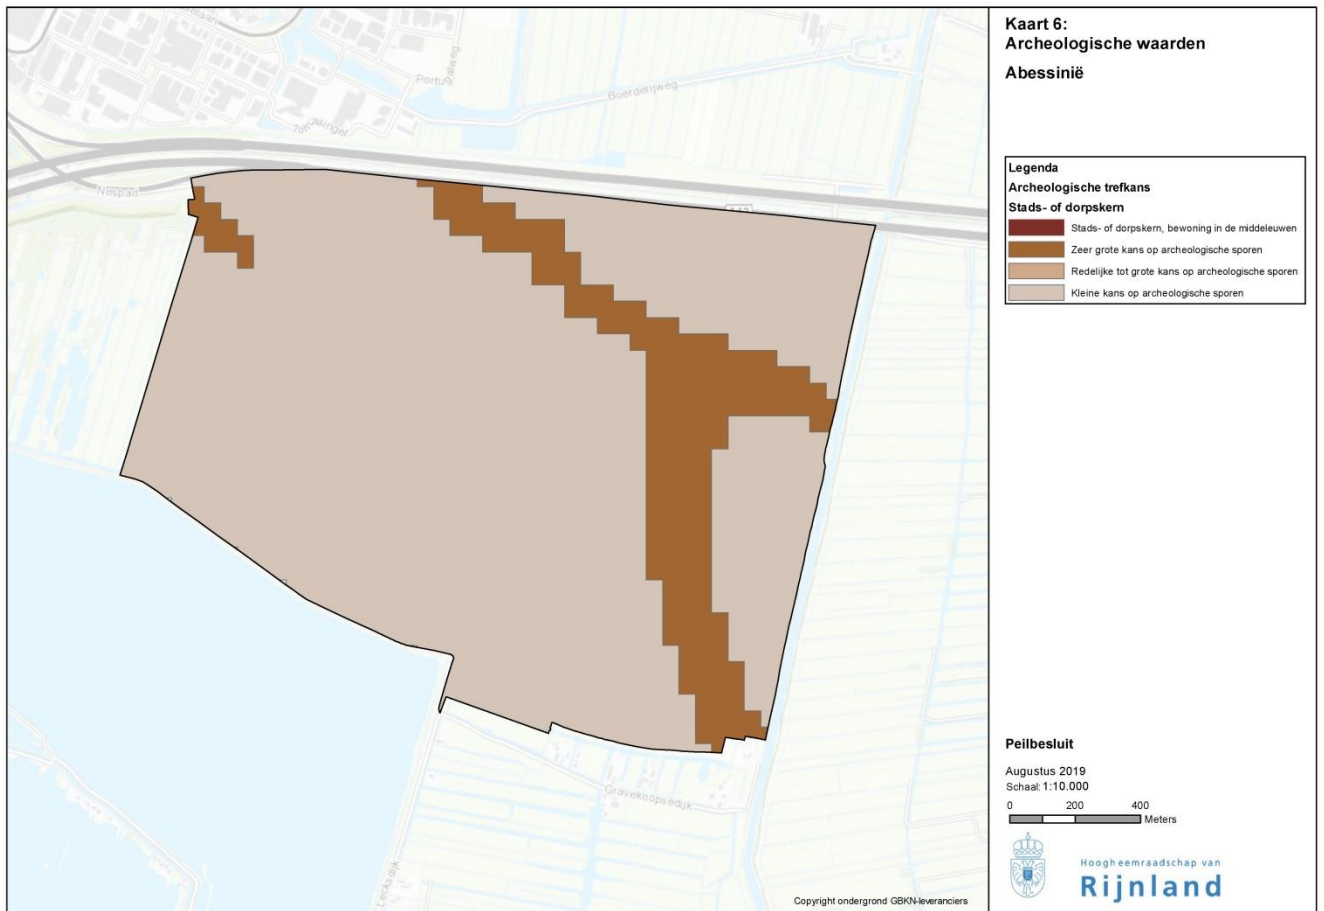 Kaart 6:
Archeologische waarden
Abessinië
Legenda
Archeologische trefkans
Stads- of dorpskern
Stads- of dorpskern, bewoning in de middeleeuwen
Zeer grote kans op archeologische sporen
Redelijke tot grote kans op archeologische sporen
Kleine kans op archeologische sporen
Boerderijweg
Nespad
Gravekoopsedijk
Lecksdijk
Peilbesluit
Augustus 2019
Schaal: 1:10.000
0 200 400
Meters
Hoogheemraadschap van
Rijnland
Copyright ondergrond GBKN-leveranciers